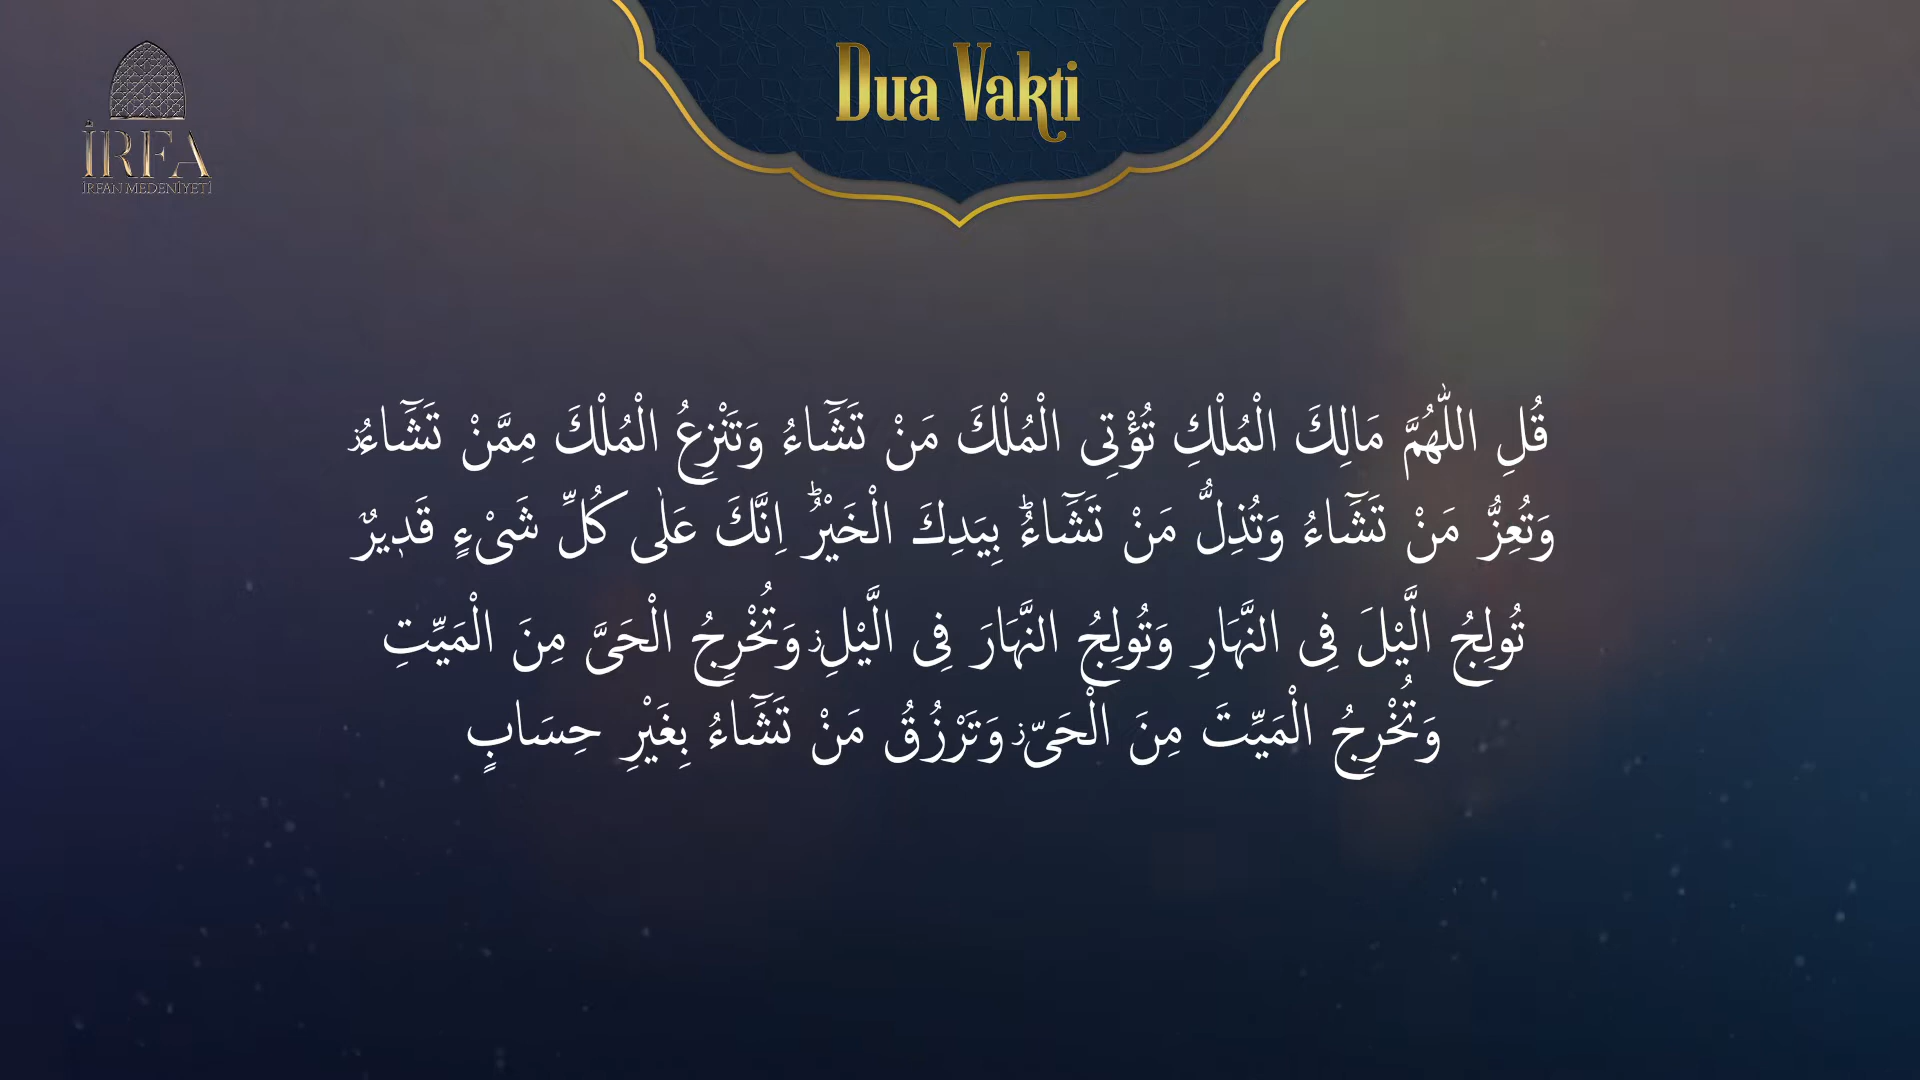 Dua Vakti
İRFA
İRFAN MEDENİYETİ
قُلِ اللّٰهُمَّ مَالِكَ الْمُلْكِ تُؤْتِى الْمُلْكَ مَنْ تَشَٓاءُ وَتَنْزِعُ الْمُلْكَ مِمَّنْ تَشَٓاءُۘ
وَتُعِزُّ مَنْ تَشَٓاءُ وَتُذِلُّ مَنْ تَشَٓاءُۜ بِيَدِكَ الْخَيْرُۜ اِنَّكَ عَلٰى كُلِّ شَىْءٍ قَد۪يرٌ
تُولِجُ الَّيْلَ فِى النَّهَارِ وَتُولِجُ النَّهَارَ فِى الَّيْلِۘ وَتُخْرِجُ الْحَىَّ مِنَ الْمَيِّتِ
وَتُخْرِجُ الْمَيِّتَ مِنَ الْحَىِّۘ وَتَرْزُقُ مَنْ تَشَٓاءُ بِغَيْرِ حِسَابٍ